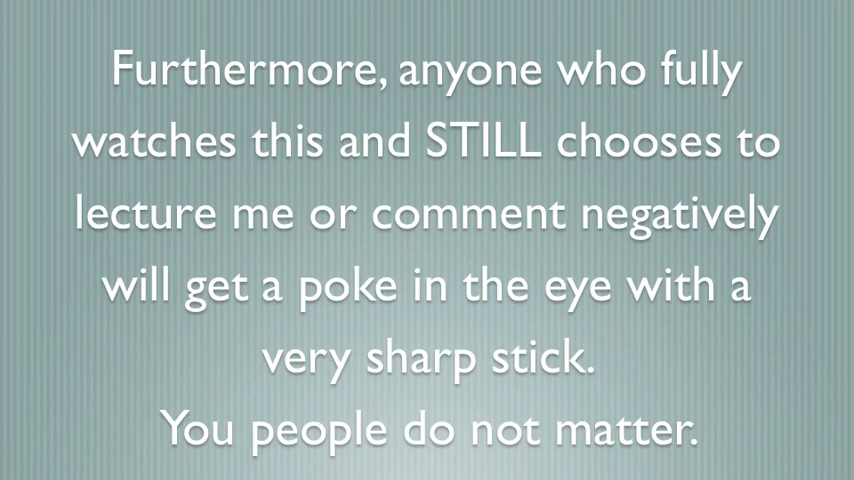 Furthermore, anyone who fully
watches this and STILL chooses to
lecture me or comment negatively
will get a poke in the eye with a
very sharp stick.
You people do not matter.